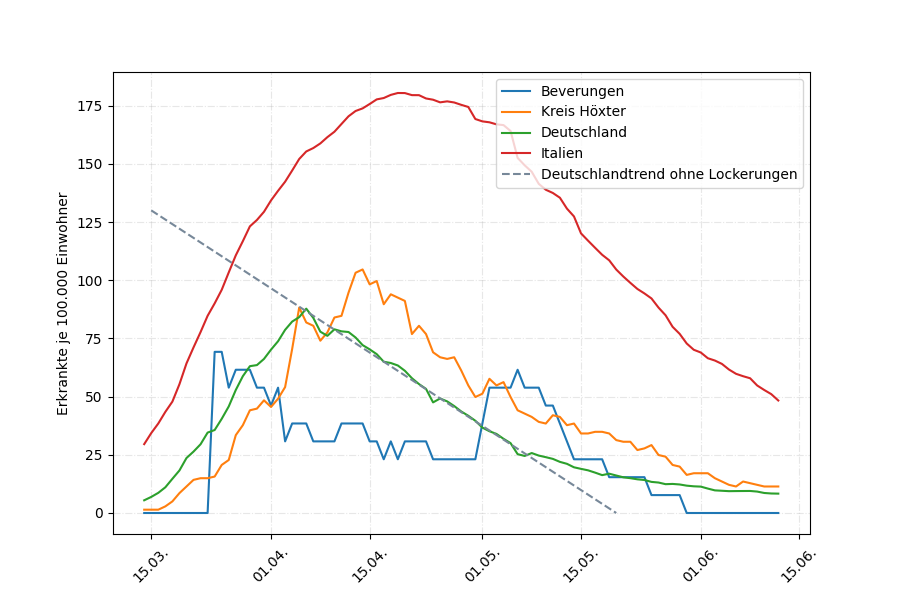 Erkrankte je 100.000 Einwohner
175
150
125
100
75
50
25
0
Beverungen
Kreis Höxter
Deutschland
Italien
Deutschlandtrend ohne Lockerungen
15.03.
01.04.
15.04.
01.05.
15.05.
01.06.
15.06.